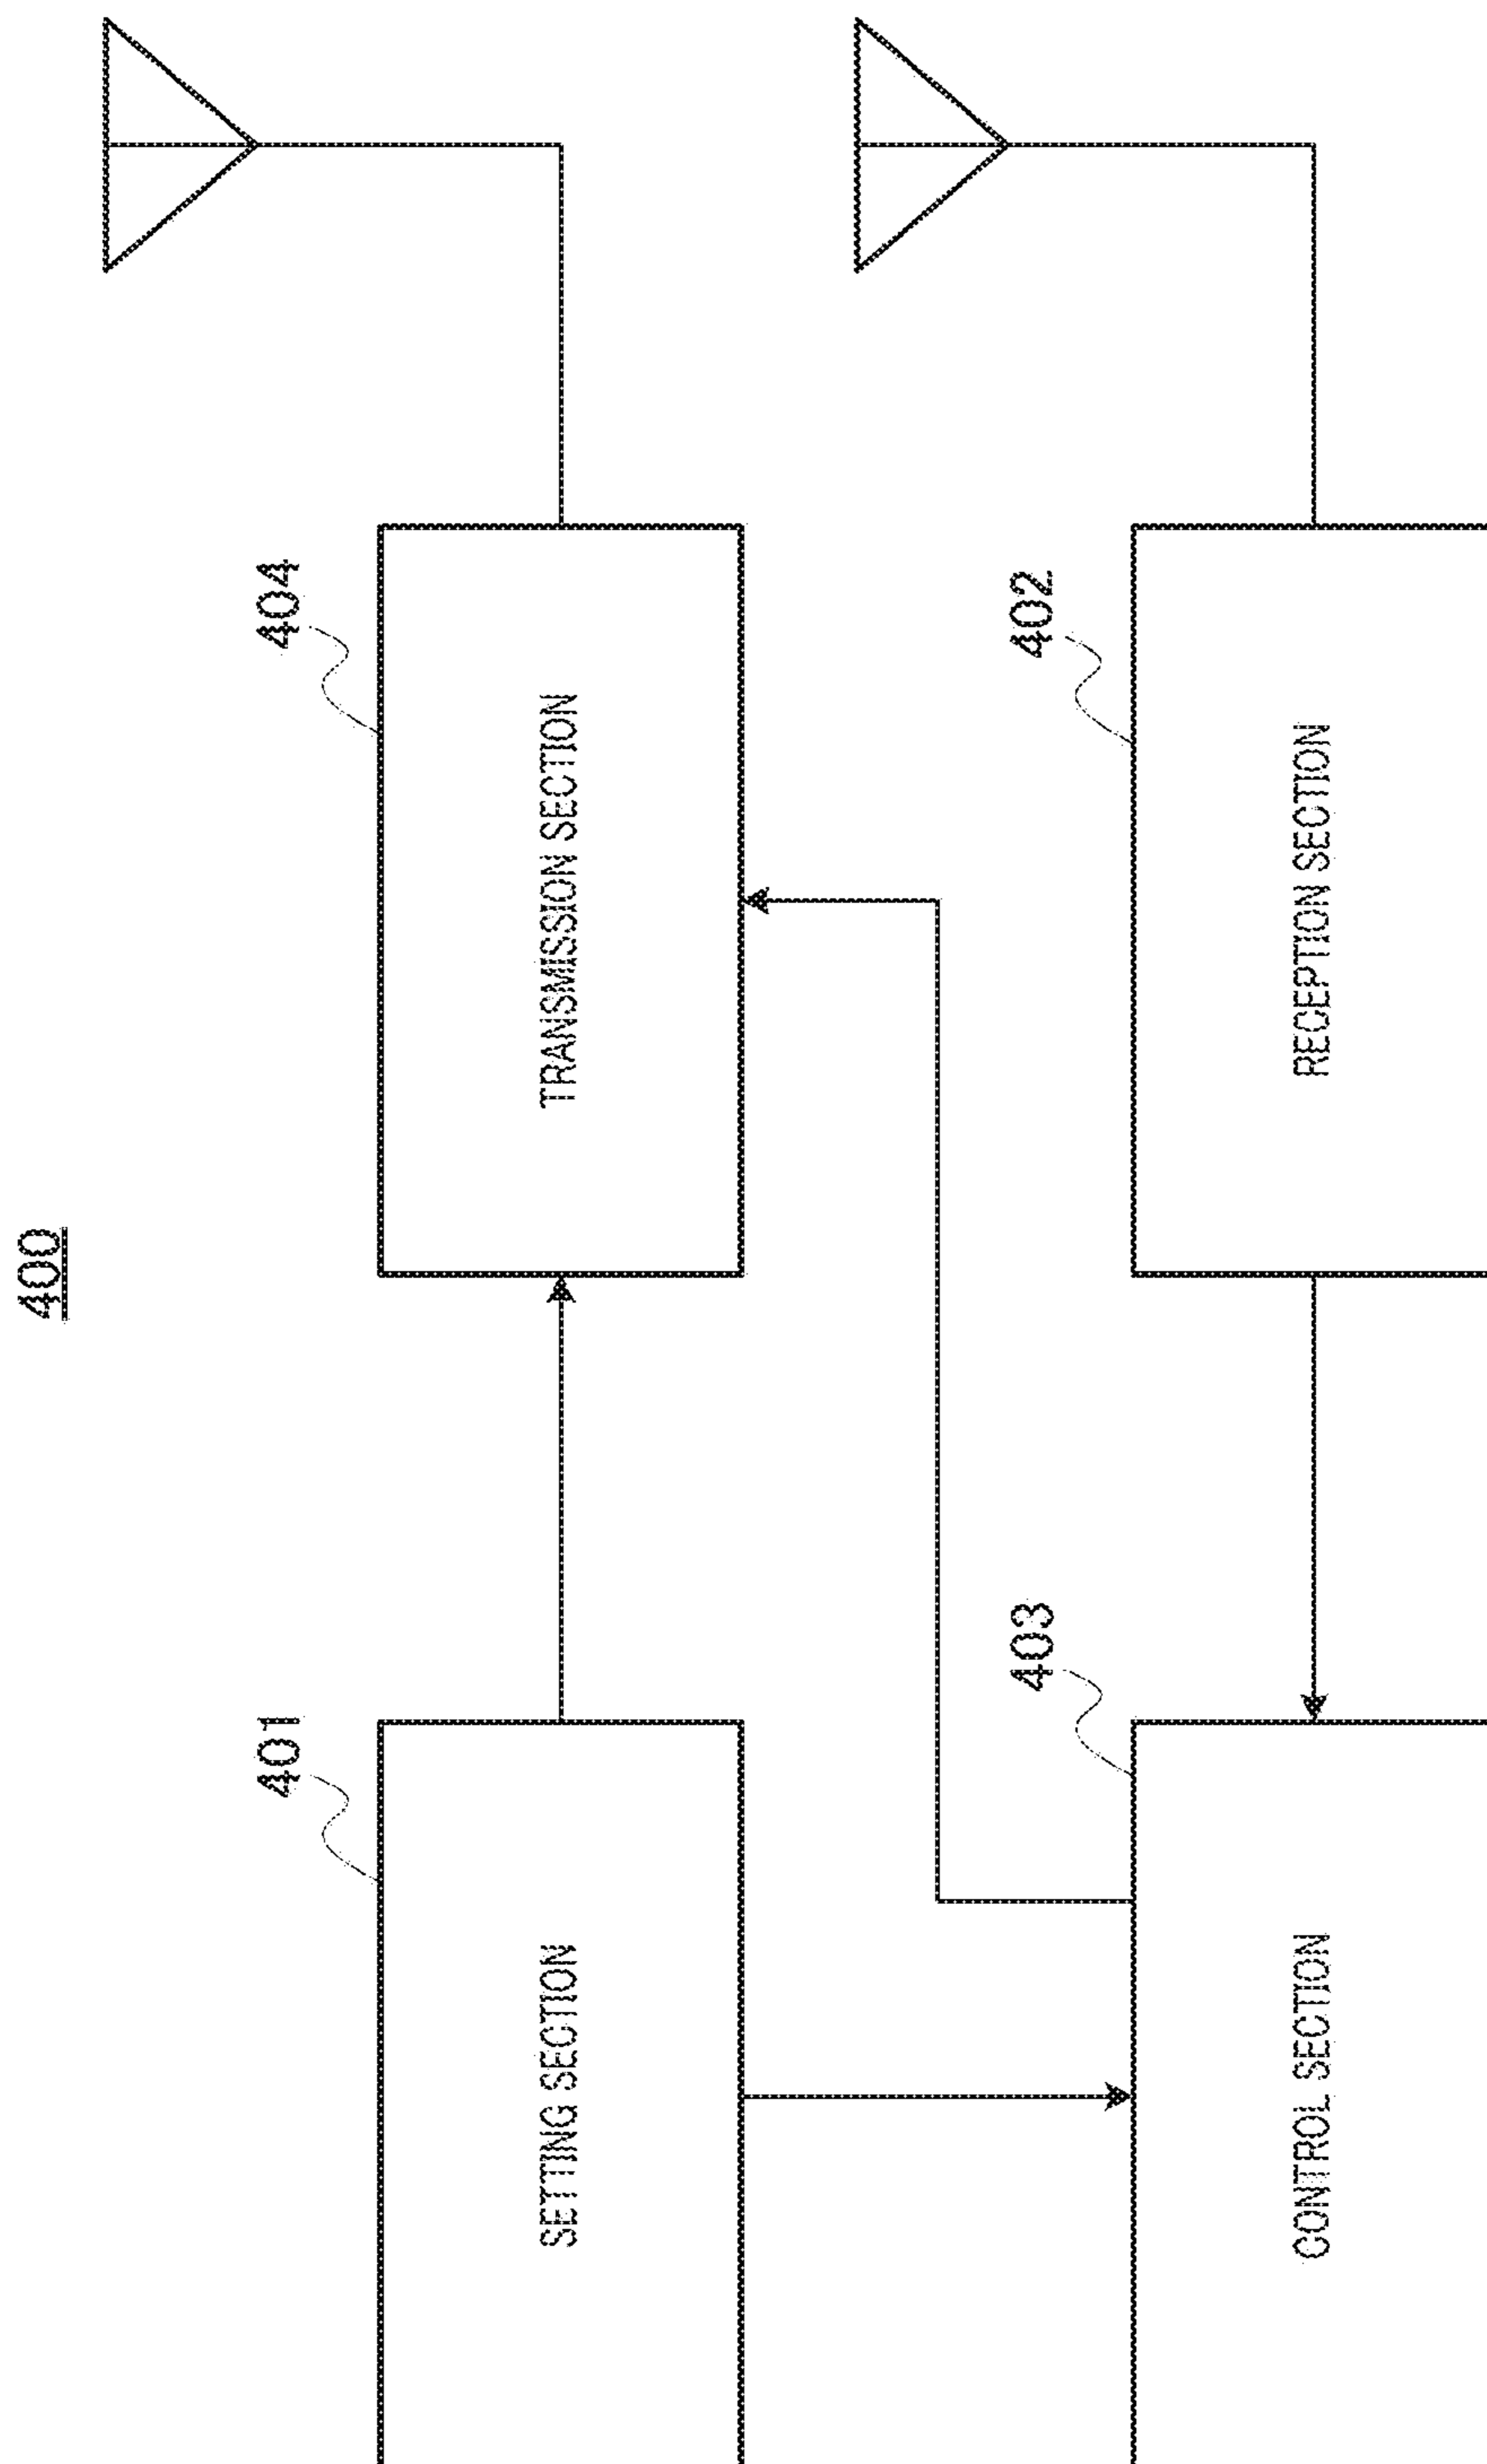 400
401
SETTING SECTION
404
TRANSMISSION SECTION
403
CONTROL SECTION
402
RECEPTION SECTION